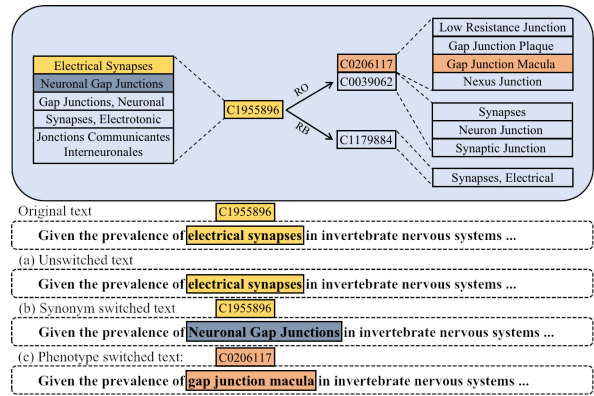 Electrical Synapses
Neuronal Gap Junctions
Gap Junctions, Neuronal
Synapses, Electrotonic
Jonctions Communicantes
Interneuronales
C1955896
RO
RB
C0206117
C0039062
C1179884
Low Resistance Junction
Gap Junction Plaque
Gap Junction Macula
Nexus Junction
Synapses
Neuron Junction
Synaptic Junction
Synapses, Electrical
Original text
C1955896
Given the prevalence of electrical synapses in invertebrate nervous systems ...
(a) Unswitched text
Given the prevalence of electrical synapses in invertebrate nervous systems ...
(b) Synonym switched text
C1955896
Given the prevalence of Neuronal Gap Junctions in invertebrate nervous systems ...
(c) Phenotype switched text:
C0206117
Given the prevalence of gap junction macula in invertebrate nervous systems ...